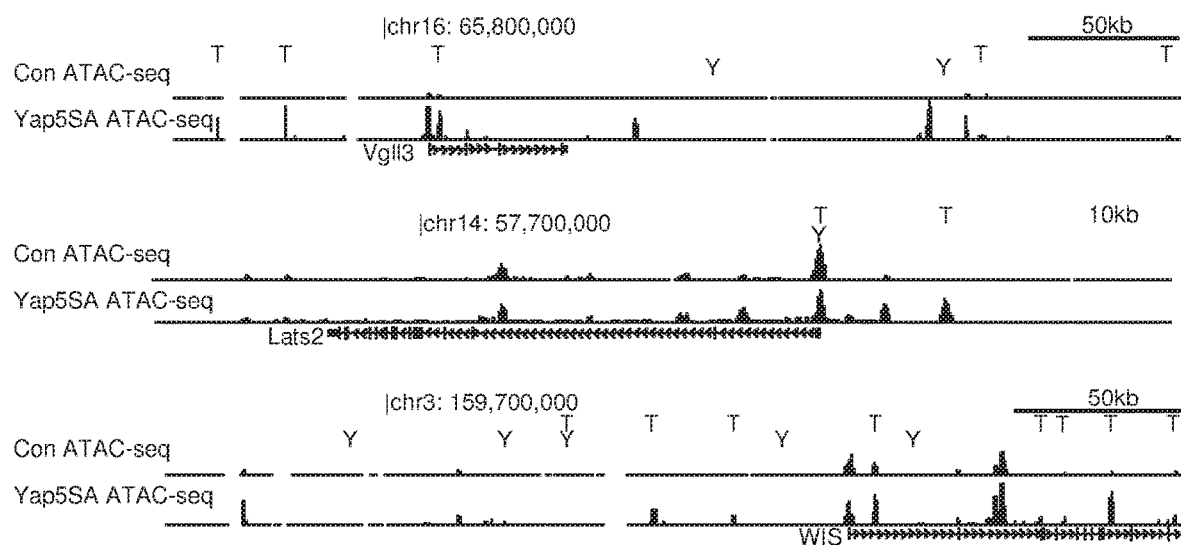 |chr16: 65,800,000 50kb
T T T T T
Y Y
Con ATAC-seq
Yap5SA ATAC-seq
Vgll3
|chr14: 57,700,000 T T 10kb
Y
Con ATAC-seq
Yap5SA ATAC-seq
Lats2
|chr3: 159,700,000 50kb
T T T T T T T T
Y Y Y Y Y
Con ATAC-seq
Yap5SA ATAC-seq
WIS